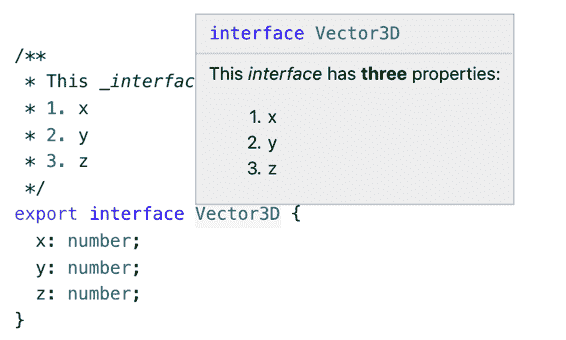 /**
 * This _interfac
 * 1. x
 * 2. y
 * 3. z
 */
export interface Vector3D {
  x: number;
  y: number;
  z: number;
}
interface Vector3D
This interface has three properties:
1. x
2. y
3. z